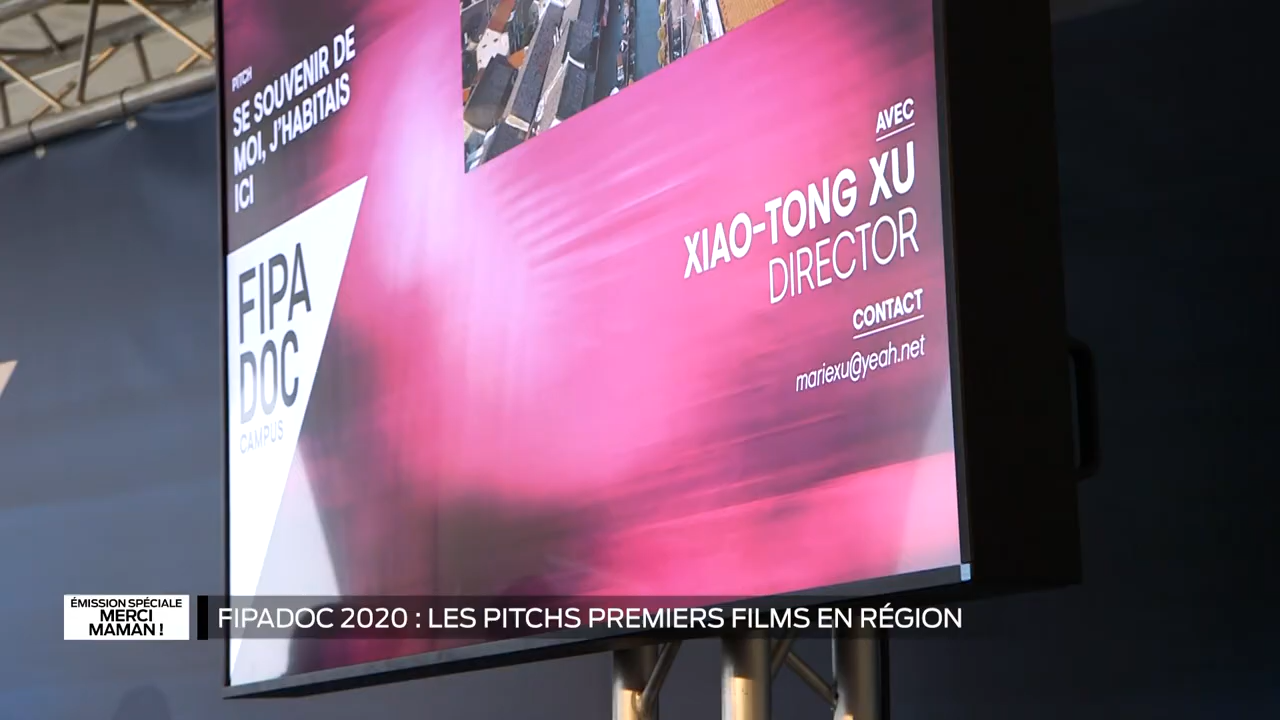 PITCH
SE SOUVENIR DE
MOI, J'HABITAIS
ICI
FIPA
DOC
CAMPUS
AVEC
XIAO-TONG XU
DIRECTOR
CONTACT
mariexu@yeah.net
ÉMISSION SPÉCIALE
MERCI
MAMAN !
FIPADOC 2020 : LES PITCHS PREMIERS FILMS EN RÉGION